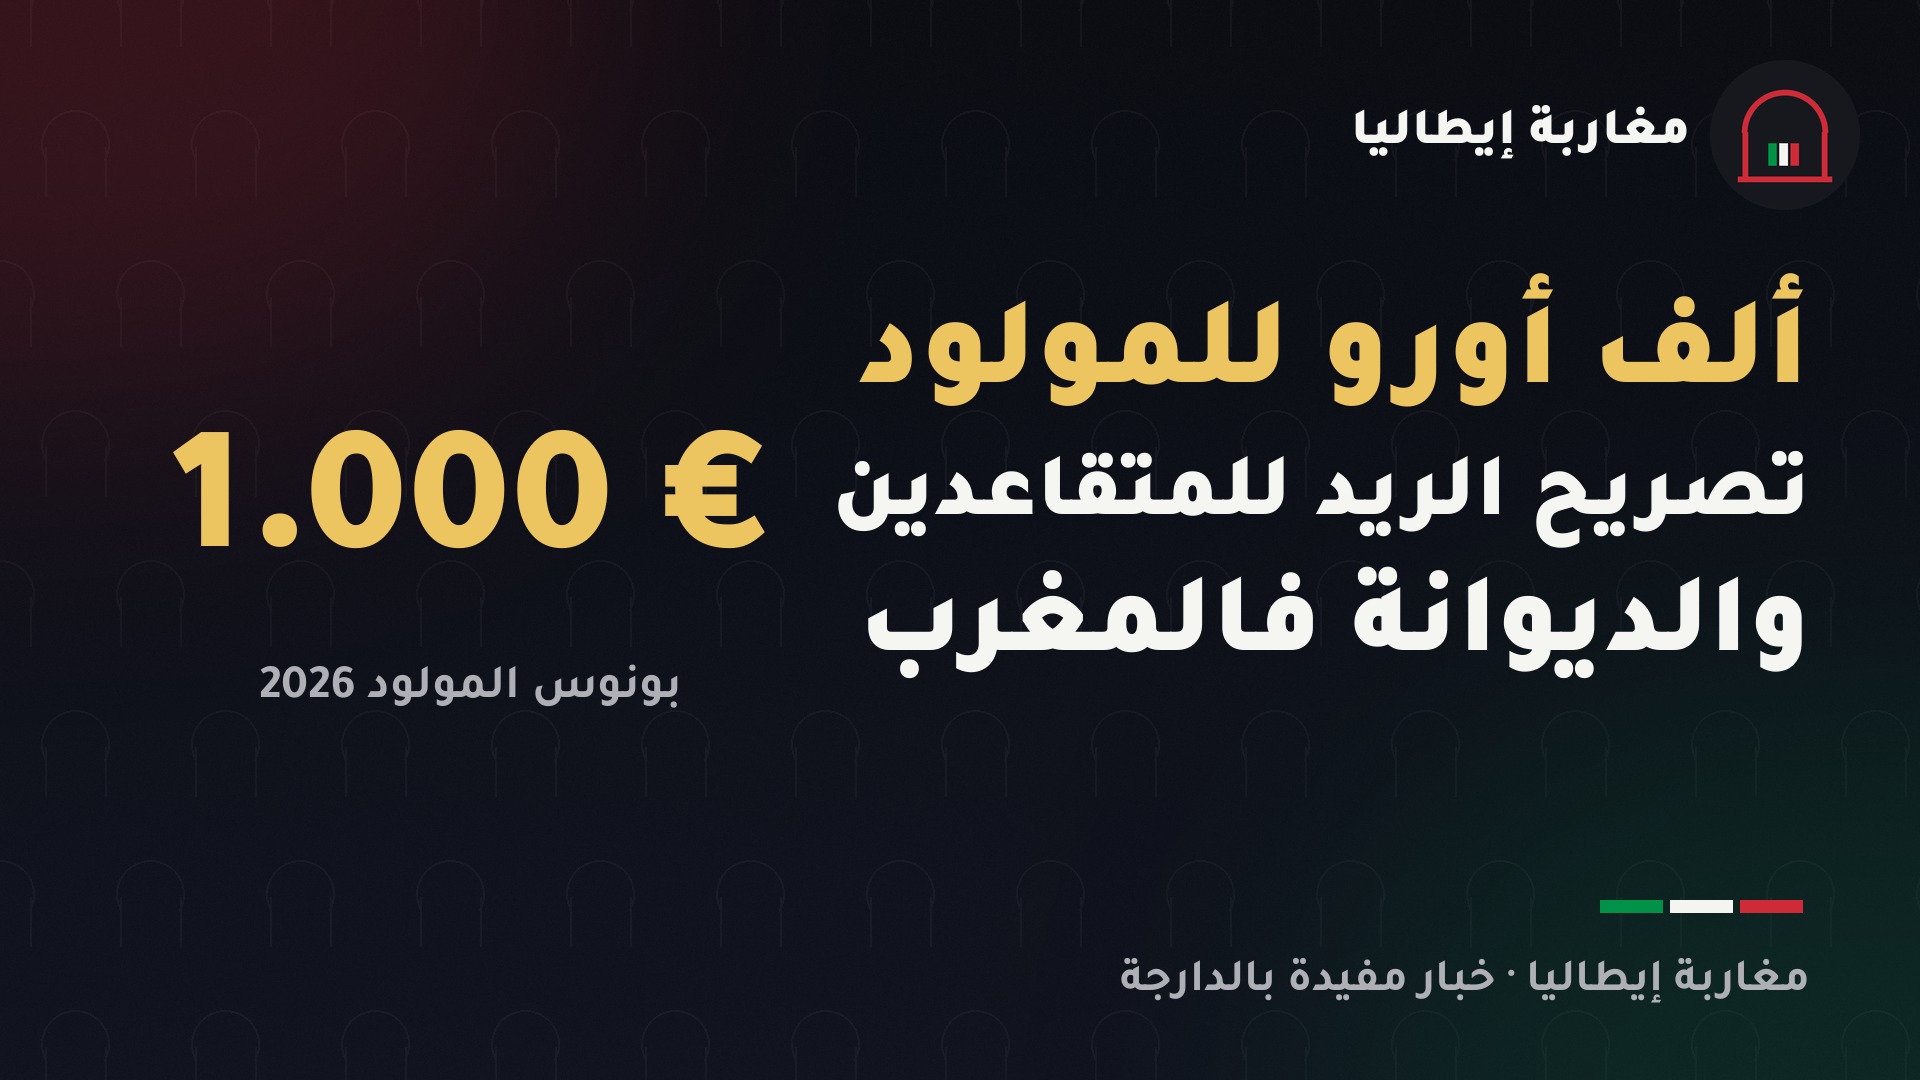 مغاربة إيطاليا
ألف أورو للمولود
تصريح الريد للمتقاعدين
والديوانة فالمغرب
1.000 €
بونوس المولود 2026
مغاربة إيطاليا · خبار مفيدة بالدارجة